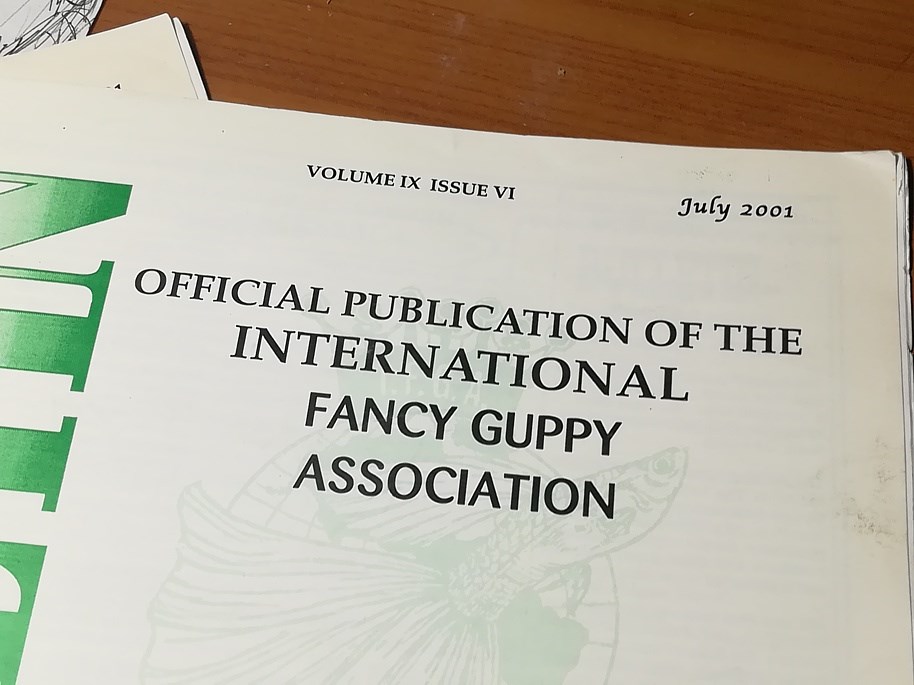 VOLUME IX ISSUE VI
July 2001
OFFICIAL PUBLICATION OF THE
INTERNATIONAL
FANCY GUPPY
ASSOCIATION